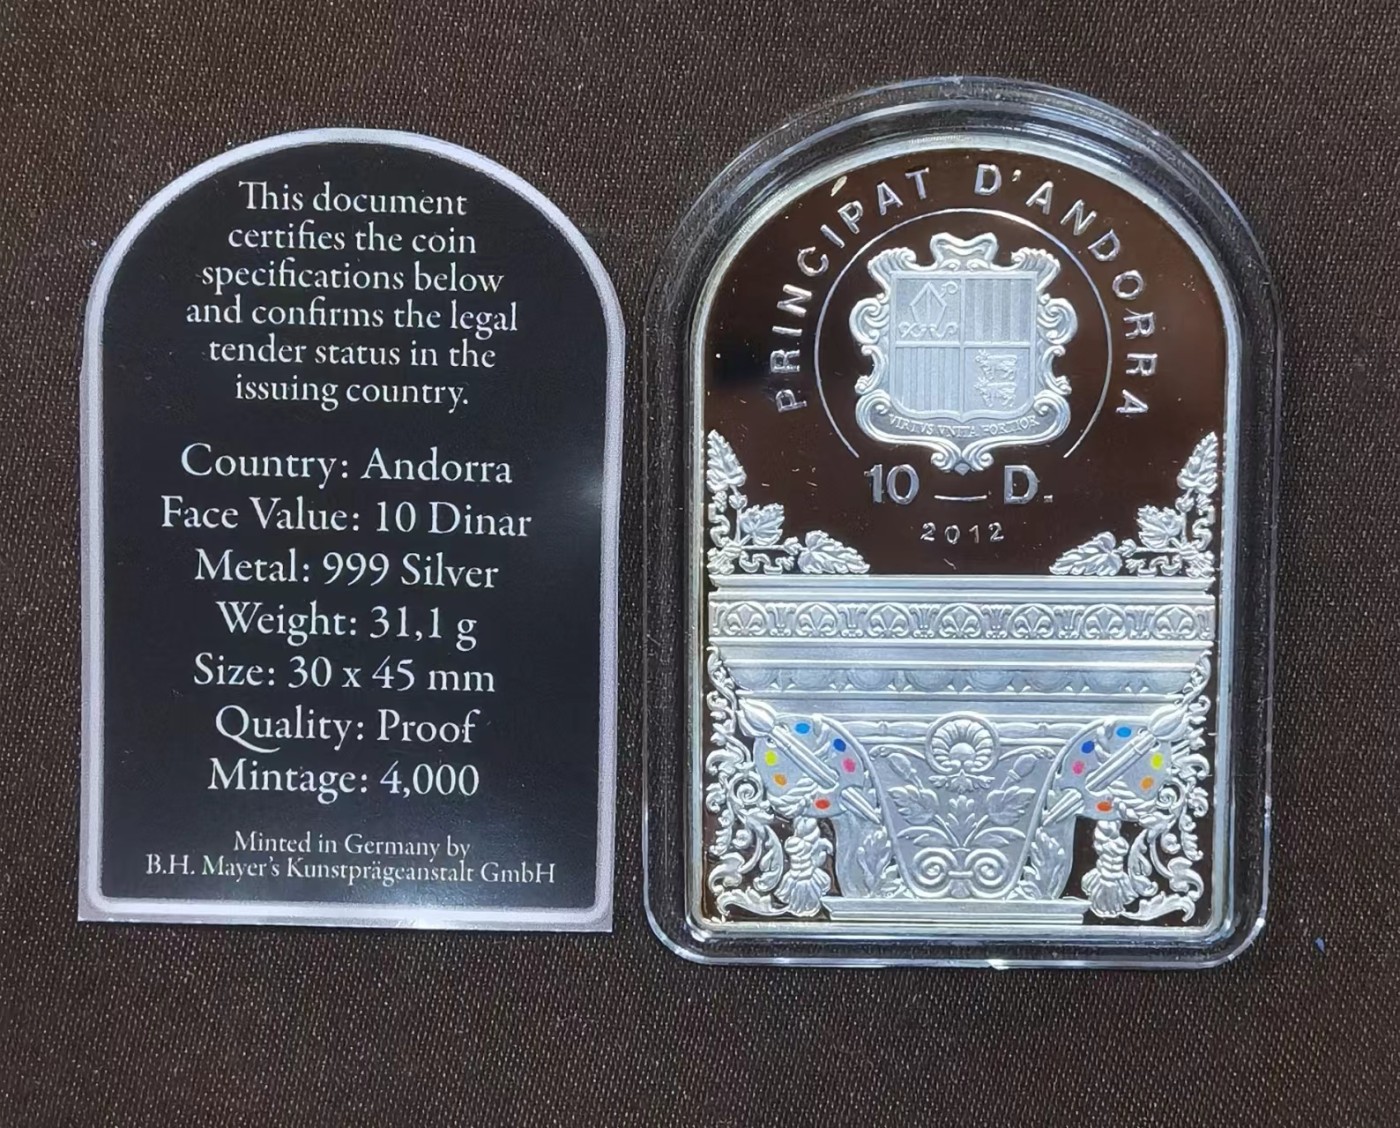 This document
certifies the coin
specifications below
and confirms the legal
tender status in the
issuing country.
Country: Andorra
Face Value: 10 Dinar
Metal: 999 Silver
Weight: 31,1 g
Size: 30 x 45 mm
Quality: Proof
Mintage: 4,000
Minted in Germany by
B.H. Mayer's Kunstprägeanstalt GmbH
PRINCIPAT D'ANDORRA
VIRTVS VNITA FORTIOR
10 — D.
2012